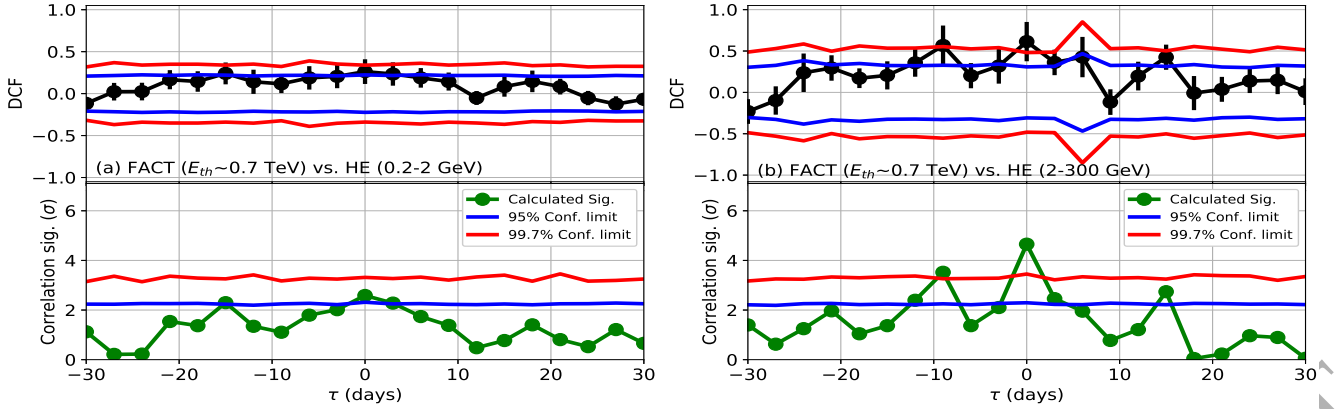 1.0
0.5
0.0
−0.5
−1.0
DCF
(a) FACT (E_th~0.7 TeV) vs. HE (0.2-2 GeV)
6
4
2
0
Correlation sig. (σ)
Calculated Sig.
95% Conf. limit
99.7% Conf. limit
−30 −20 −10 0 10 20 30
τ (days)
1.0
0.5
0.0
−0.5
−1.0
DCF
(b) FACT (E_th~0.7 TeV) vs. HE (2-300 GeV)
6
4
2
0
Correlation sig. (σ)
Calculated Sig.
95% Conf. limit
99.7% Conf. limit
−30 −20 −10 0 10 20 30
τ (days)